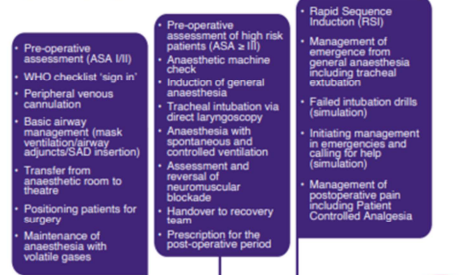 • Pre-operative
assessment (ASA I/II)
• WHO checklist 'sign in'
• Peripheral venous
cannulation
• Basic airway
management (mask
ventilation/airway
adjuncts/SAD insertion)
• Transfer from
anaesthetic room to
theatre
• Positioning patients for
surgery
• Maintenance of
anaesthesia with
volatile gases
• Pre-operative
assessment of high risk
patients (ASA ≥ III)
• Anaesthetic machine
check
• Induction of general
anaesthesia
• Tracheal intubation via
direct laryngoscopy
• Anaesthesia with
spontaneous and
controlled ventilation
• Assessment and
reversal of
neuromuscular
blockade
• Handover to recovery
team
• Prescription for the
post-operative period
• Rapid Sequence
Induction (RSI)
• Management of
emergence from
general anaesthesia
including tracheal
extubation
• Failed intubation drills
(simulation)
• Initiating management
in emergencies and
calling for help
(simulation)
• Management of
postoperative pain
including Patient
Controlled Analgesia